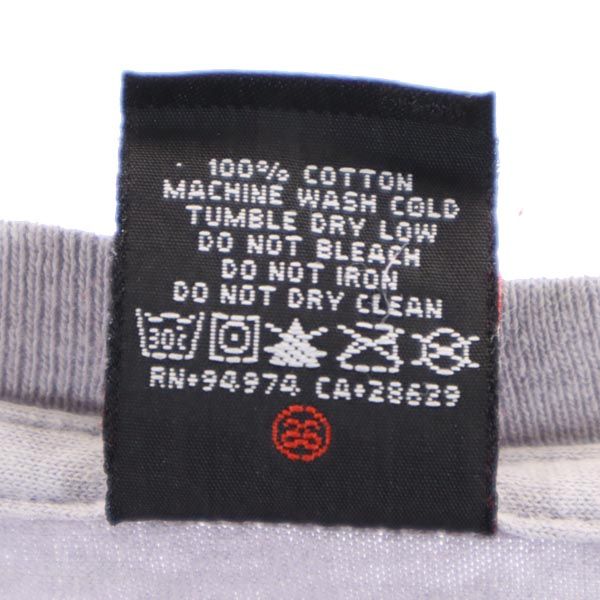 100% COTTON
MACHINE WASH COLD
TUMBLE DRY LOW
DO NOT BLEACH
DO NOT IRON
DO NOT DRY CLEAN
30C
RN+94974 CA+28629